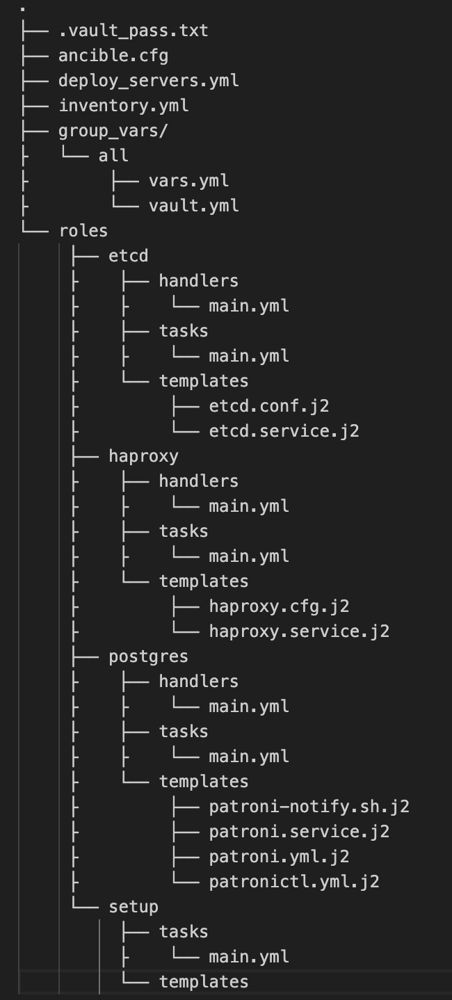 .
├── .vault_pass.txt
├── ancible.cfg
├── deploy_servers.yml
├── inventory.yml
├── group_vars/
├   └── all
├        ├── vars.yml
├        └── vault.yml
└── roles
     ├── etcd
     ├    ├── handlers
     ├    ├    └── main.yml
     ├    ├── tasks
     ├    ├    └── main.yml
     ├    └── templates
     ├         ├── etcd.conf.j2
     ├         └── etcd.service.j2
     ├── haproxy
     ├    ├── handlers
     ├    ├    └── main.yml
     ├    ├── tasks
     ├    ├    └── main.yml
     ├    └── templates
     ├         ├── haproxy.cfg.j2
     ├         └── haproxy.service.j2
     ├── postgres
     ├    ├── handlers
     ├    ├    └── main.yml
     ├    ├── tasks
     ├    ├    └── main.yml
     ├    └── templates
     ├         ├── patroni-notify.sh.j2
     ├         ├── patroni.service.j2
     ├         ├── patroni.yml.j2
     ├         └── patronictl.yml.j2
     └── setup
          ├── tasks
          ├    └── main.yml
          └── templates